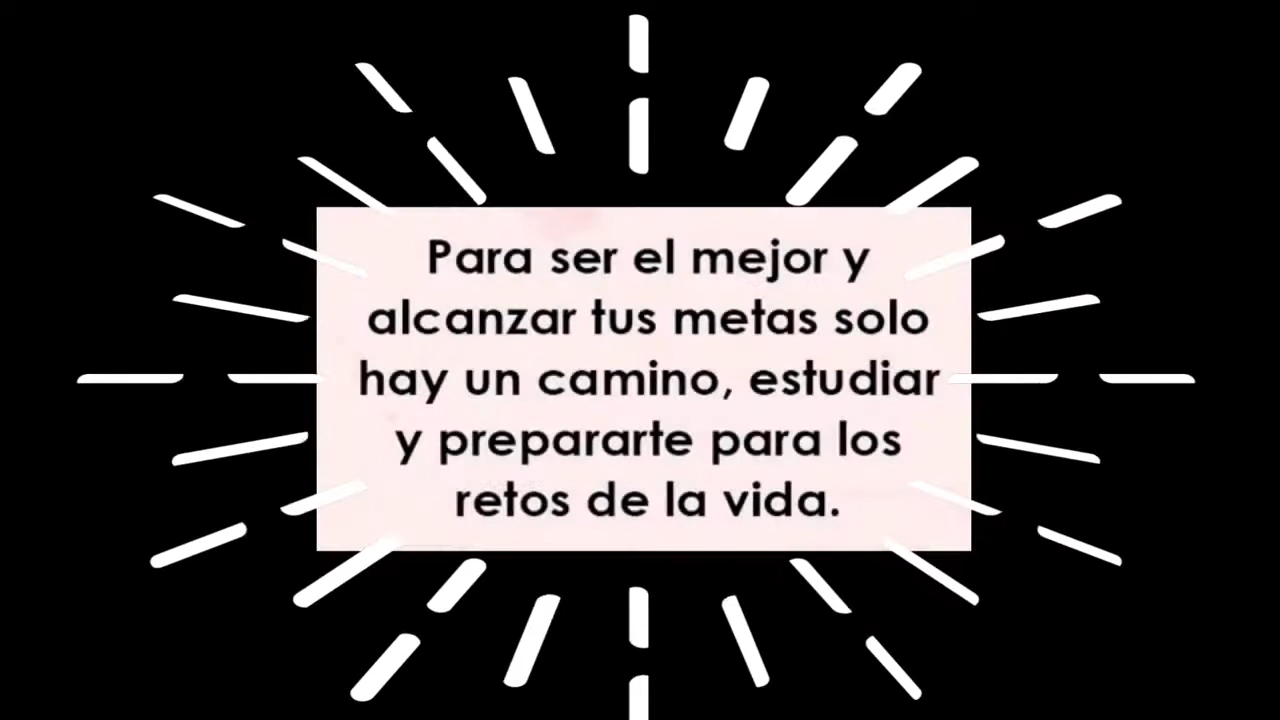 Para ser el mejor y
alcanzar tus metas solo
hay un camino, estudiar
y prepararte para los
retos de la vida.